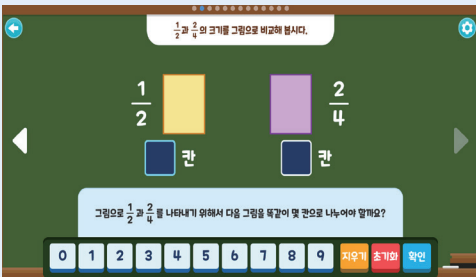 1/2 과 2/4 의 크기를 그림으로 비교해 봅시다.
1/2
2/4
칸
칸
그림으로 1/2 과 2/4 를 나타내기 위해서 다음 그림을 똑같이 몇 칸으로 나누어야 할까요?
0 1 2 3 4 5 6 7 8 9 지우기 초기화 확인